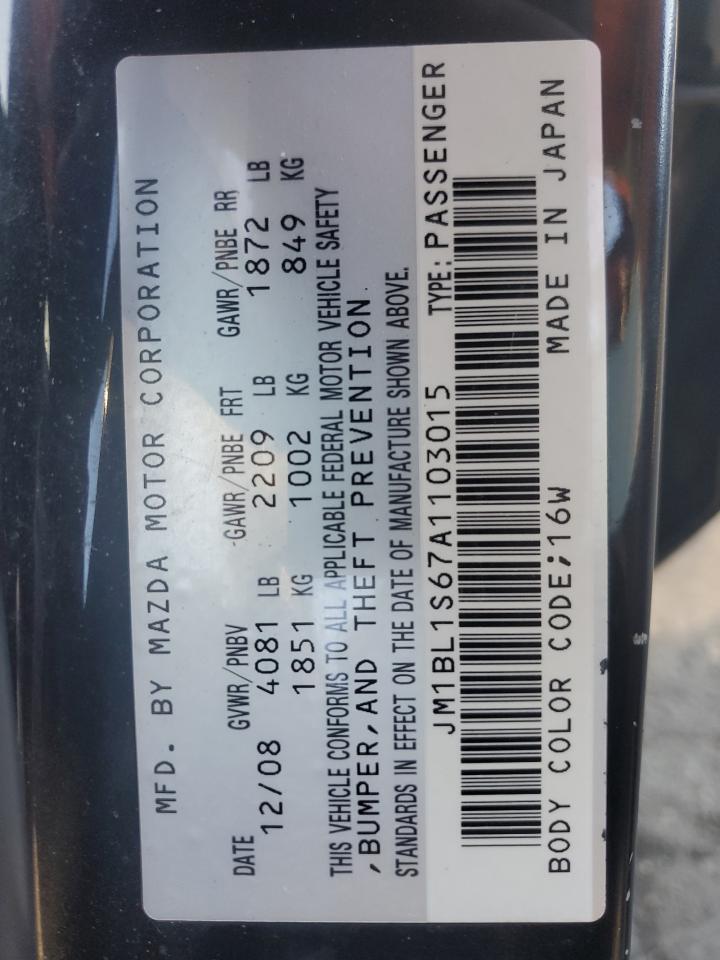 MFD. BY MAZDA MOTOR CORPORATION
DATE GVWR/PNBV GAWR/PNBE FRT GAWR/PNBE RR
12/08 4081 LB 2209 LB 1872 LB
1851 KG 1002 KG 849 KG
THIS VEHICLE CONFORMS TO ALL APPLICABLE FEDERAL MOTOR VEHICLE SAFETY
,BUMPER,AND THEFT PREVENTION
STANDARDS IN EFFECT ON THE DATE OF MANUFACTURE SHOWN ABOVE.
JM1BL1S67A1103015 TYPE: PASSENGER
BODY COLOR CODE;16W MADE IN JAPAN